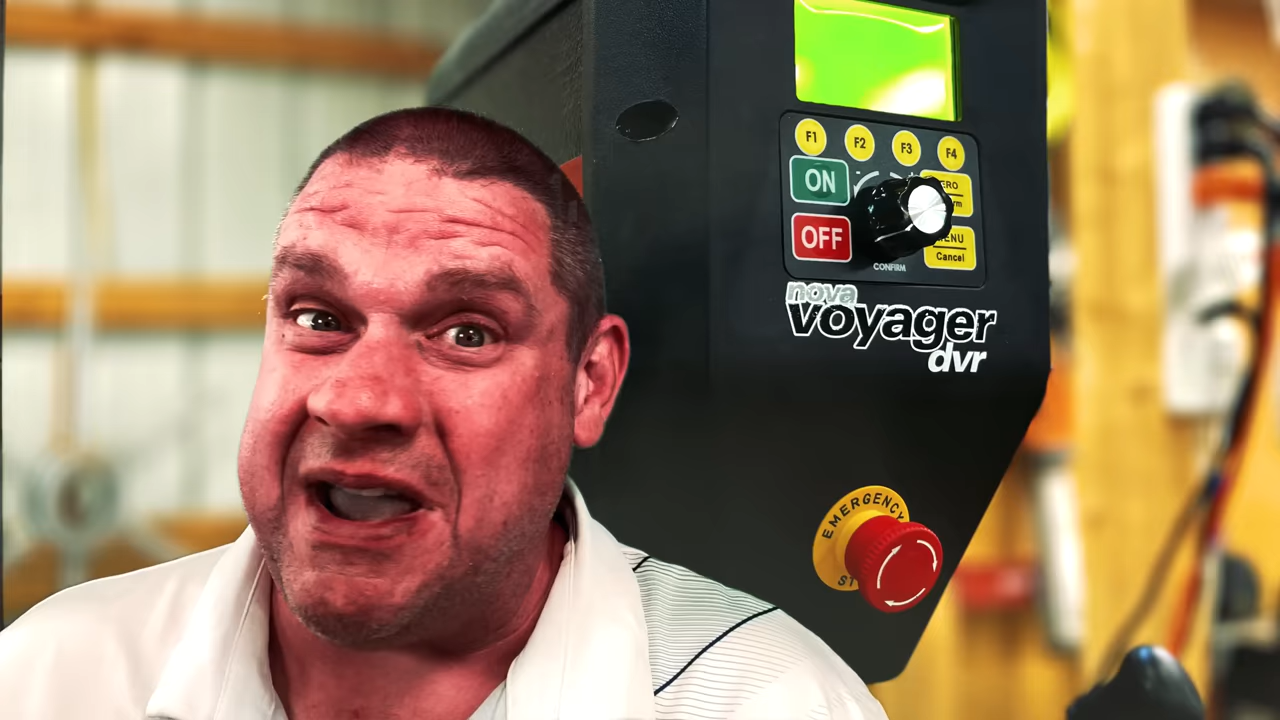 F1 F2 F3 F4
ON
OFF
MENU
Cancel
CONFIRM
nova
voyager
dvr
EMERGENCY